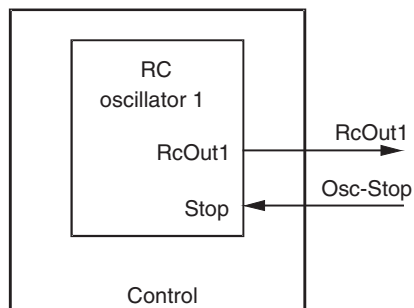 RC
oscillator 1
RcOut1
RcOut1
Osc-Stop
Stop
Control